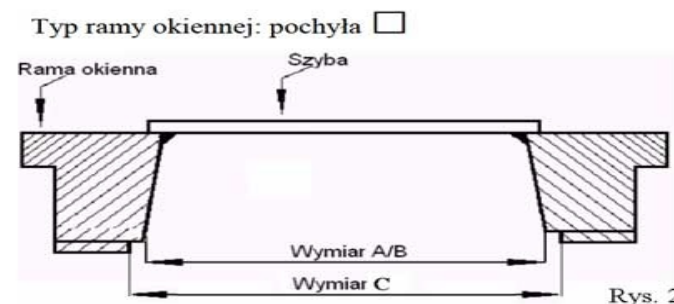 Typ ramy okiennej: pochyła
Szyba
Rama okienna
Wymiar A/B
Wymiar C
Rys. 2